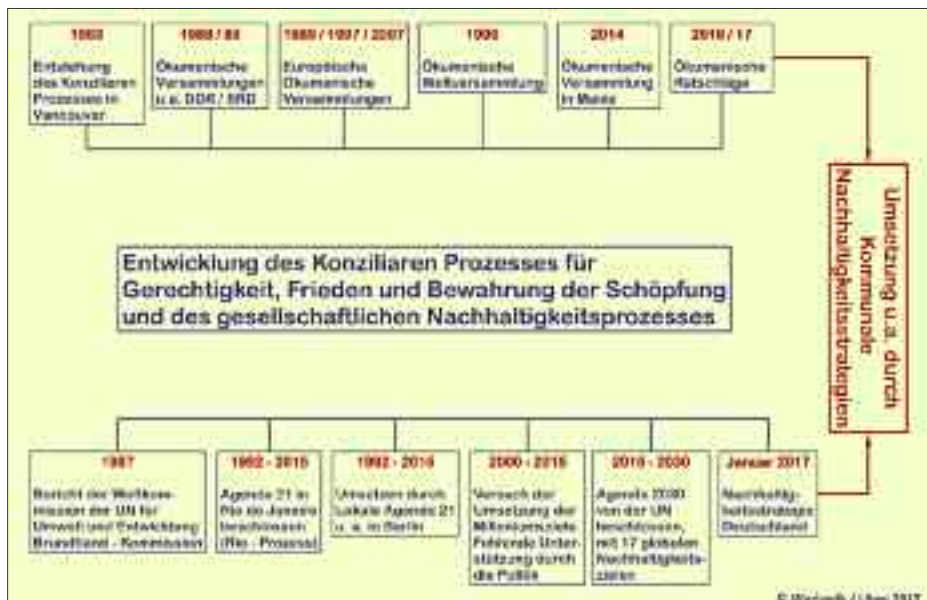 1983
Entstehung
des Konziliaren
Prozesses in
Vancouver
1988 / 89
Ökumenische
Versammlungen
u.a. DDR / BRD
1989 / 1997 / 2007
Europäische
Ökumenische
Versammlungen
1990
Ökumenische
Weltversammlung
2014
Ökumenische
Versammlung
in Mainz
2016 / 17
Ökumenische
Ratschläge
Umsetzung u.a. durch
Kommunale
Nachhaltigkeitsstrategien
Entwicklung des Konziliaren Prozesses für
Gerechtigkeit, Frieden und Bewahrung der Schöpfung
und des gesellschaftlichen Nachhaltigkeitsprozesses
1987
Bericht der Weltkom-
mission der UN für
Umwelt und Entwicklung
Brundtland - Kommission
1992 - 2015
Agenda 21 in
Rio de Janeiro
beschlossen
(Rio - Prozess)
1992 - 2016
Umsetzen durch
Lokale Agenda 21
u. a. in Berlin
2000 - 2015
Versuch der
Umsetzung der
Milleniumsziele
Fehlende Unter-
stützung durch
die Politik
2015 - 2030
Agenda 2030
von der UN
beschlossen,
mit 17 globalen
Nachhaltigkeits-
zielen
Januar 2017
Nachhaltig-
keitsstrategie
Deutschland